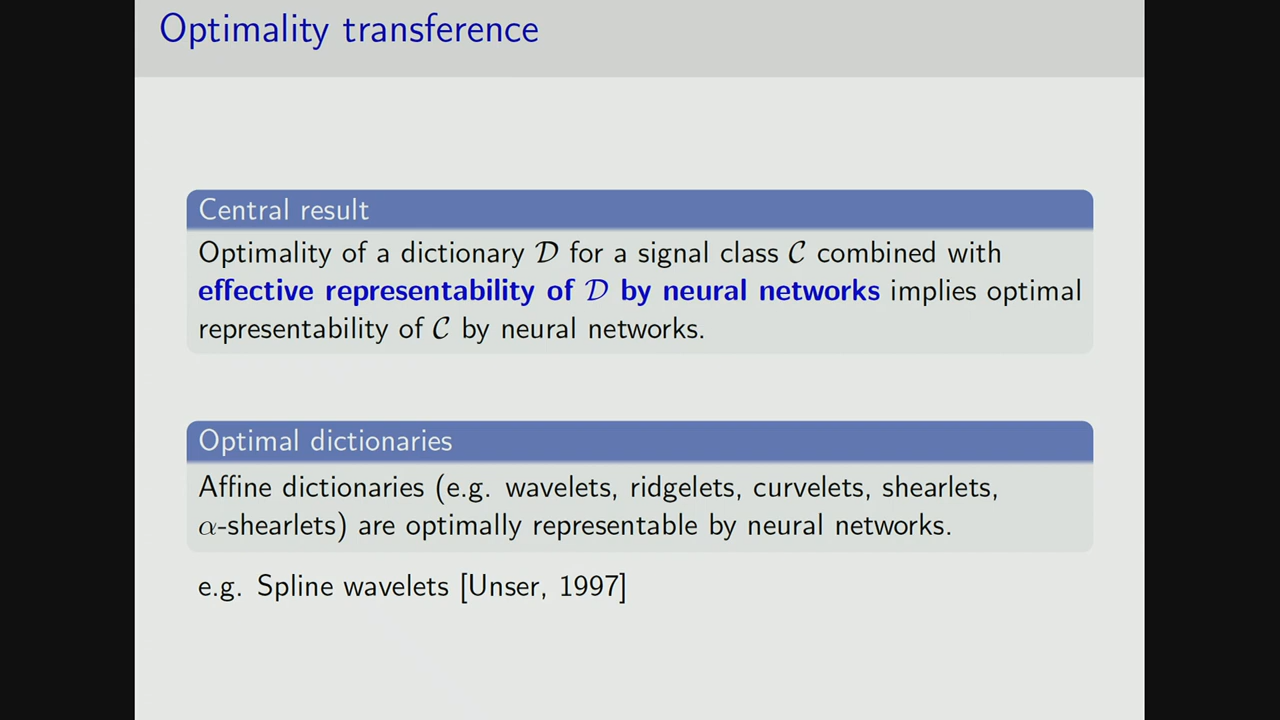 Optimality transference
Central result
Optimality of a dictionary 𝒟 for a signal class 𝒞 combined with
effective representability of 𝒟 by neural networks implies optimal
representability of 𝒞 by neural networks.
Optimal dictionaries
Affine dictionaries (e.g. wavelets, ridgelets, curvelets, shearlets,
α-shearlets) are optimally representable by neural networks.
e.g. Spline wavelets [Unser, 1997]